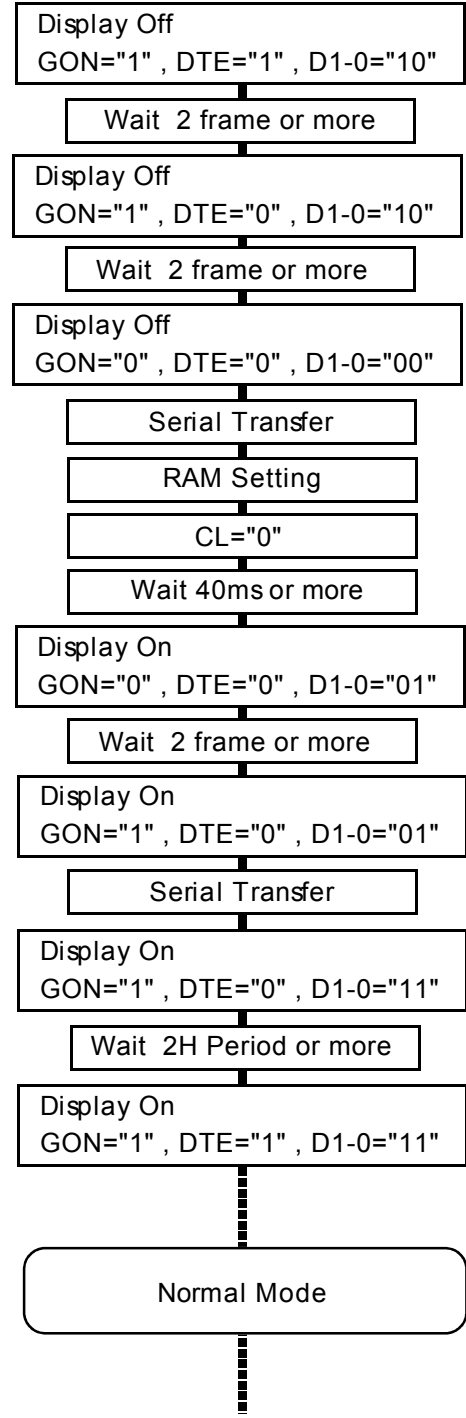 Display Off
GON="1" , DTE="1" , D1-0="10"
Wait 2 frame or more
Display Off
GON="1" , DTE="0" , D1-0="10"
Wait 2 frame or more
Display Off
GON="0" , DTE="0" , D1-0="00"
Serial Transfer
RAM Setting
CL="0"
Wait 40ms or more
Display On
GON="0" , DTE="0" , D1-0="01"
Wait 2 frame or more
Display On
GON="1" , DTE="0" , D1-0="01"
Serial Transfer
Display On
GON="1" , DTE="0" , D1-0="11"
Wait 2H Period or more
Display On
GON="1" , DTE="1" , D1-0="11"
Normal Mode